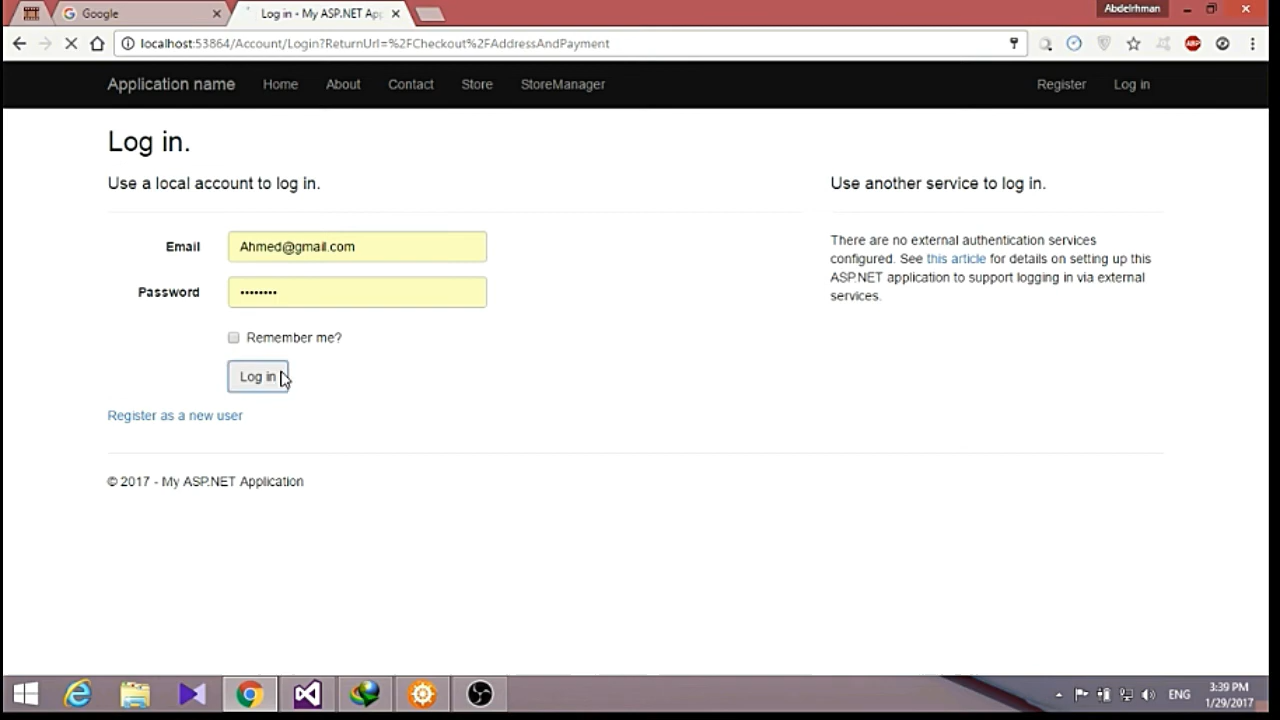 Google
Log in - My ASP.NET Ap
Abdelrhman
localhost:53864/Account/Login?ReturnUrl=%2FCheckout%2FAddressAndPayment
ABP
Application name Home About Contact Store StoreManager Register Log in
Log in.
Use a local account to log in.
Email Ahmed@gmail.com
Password ••••••••
Remember me?
Log in
Register as a new user
Use another service to log in.
There are no external authentication services
configured. See this article for details on setting up this
ASP.NET application to support logging in via external
services.
© 2017 - My ASP.NET Application
ENG
3:39 PM
1/29/2017